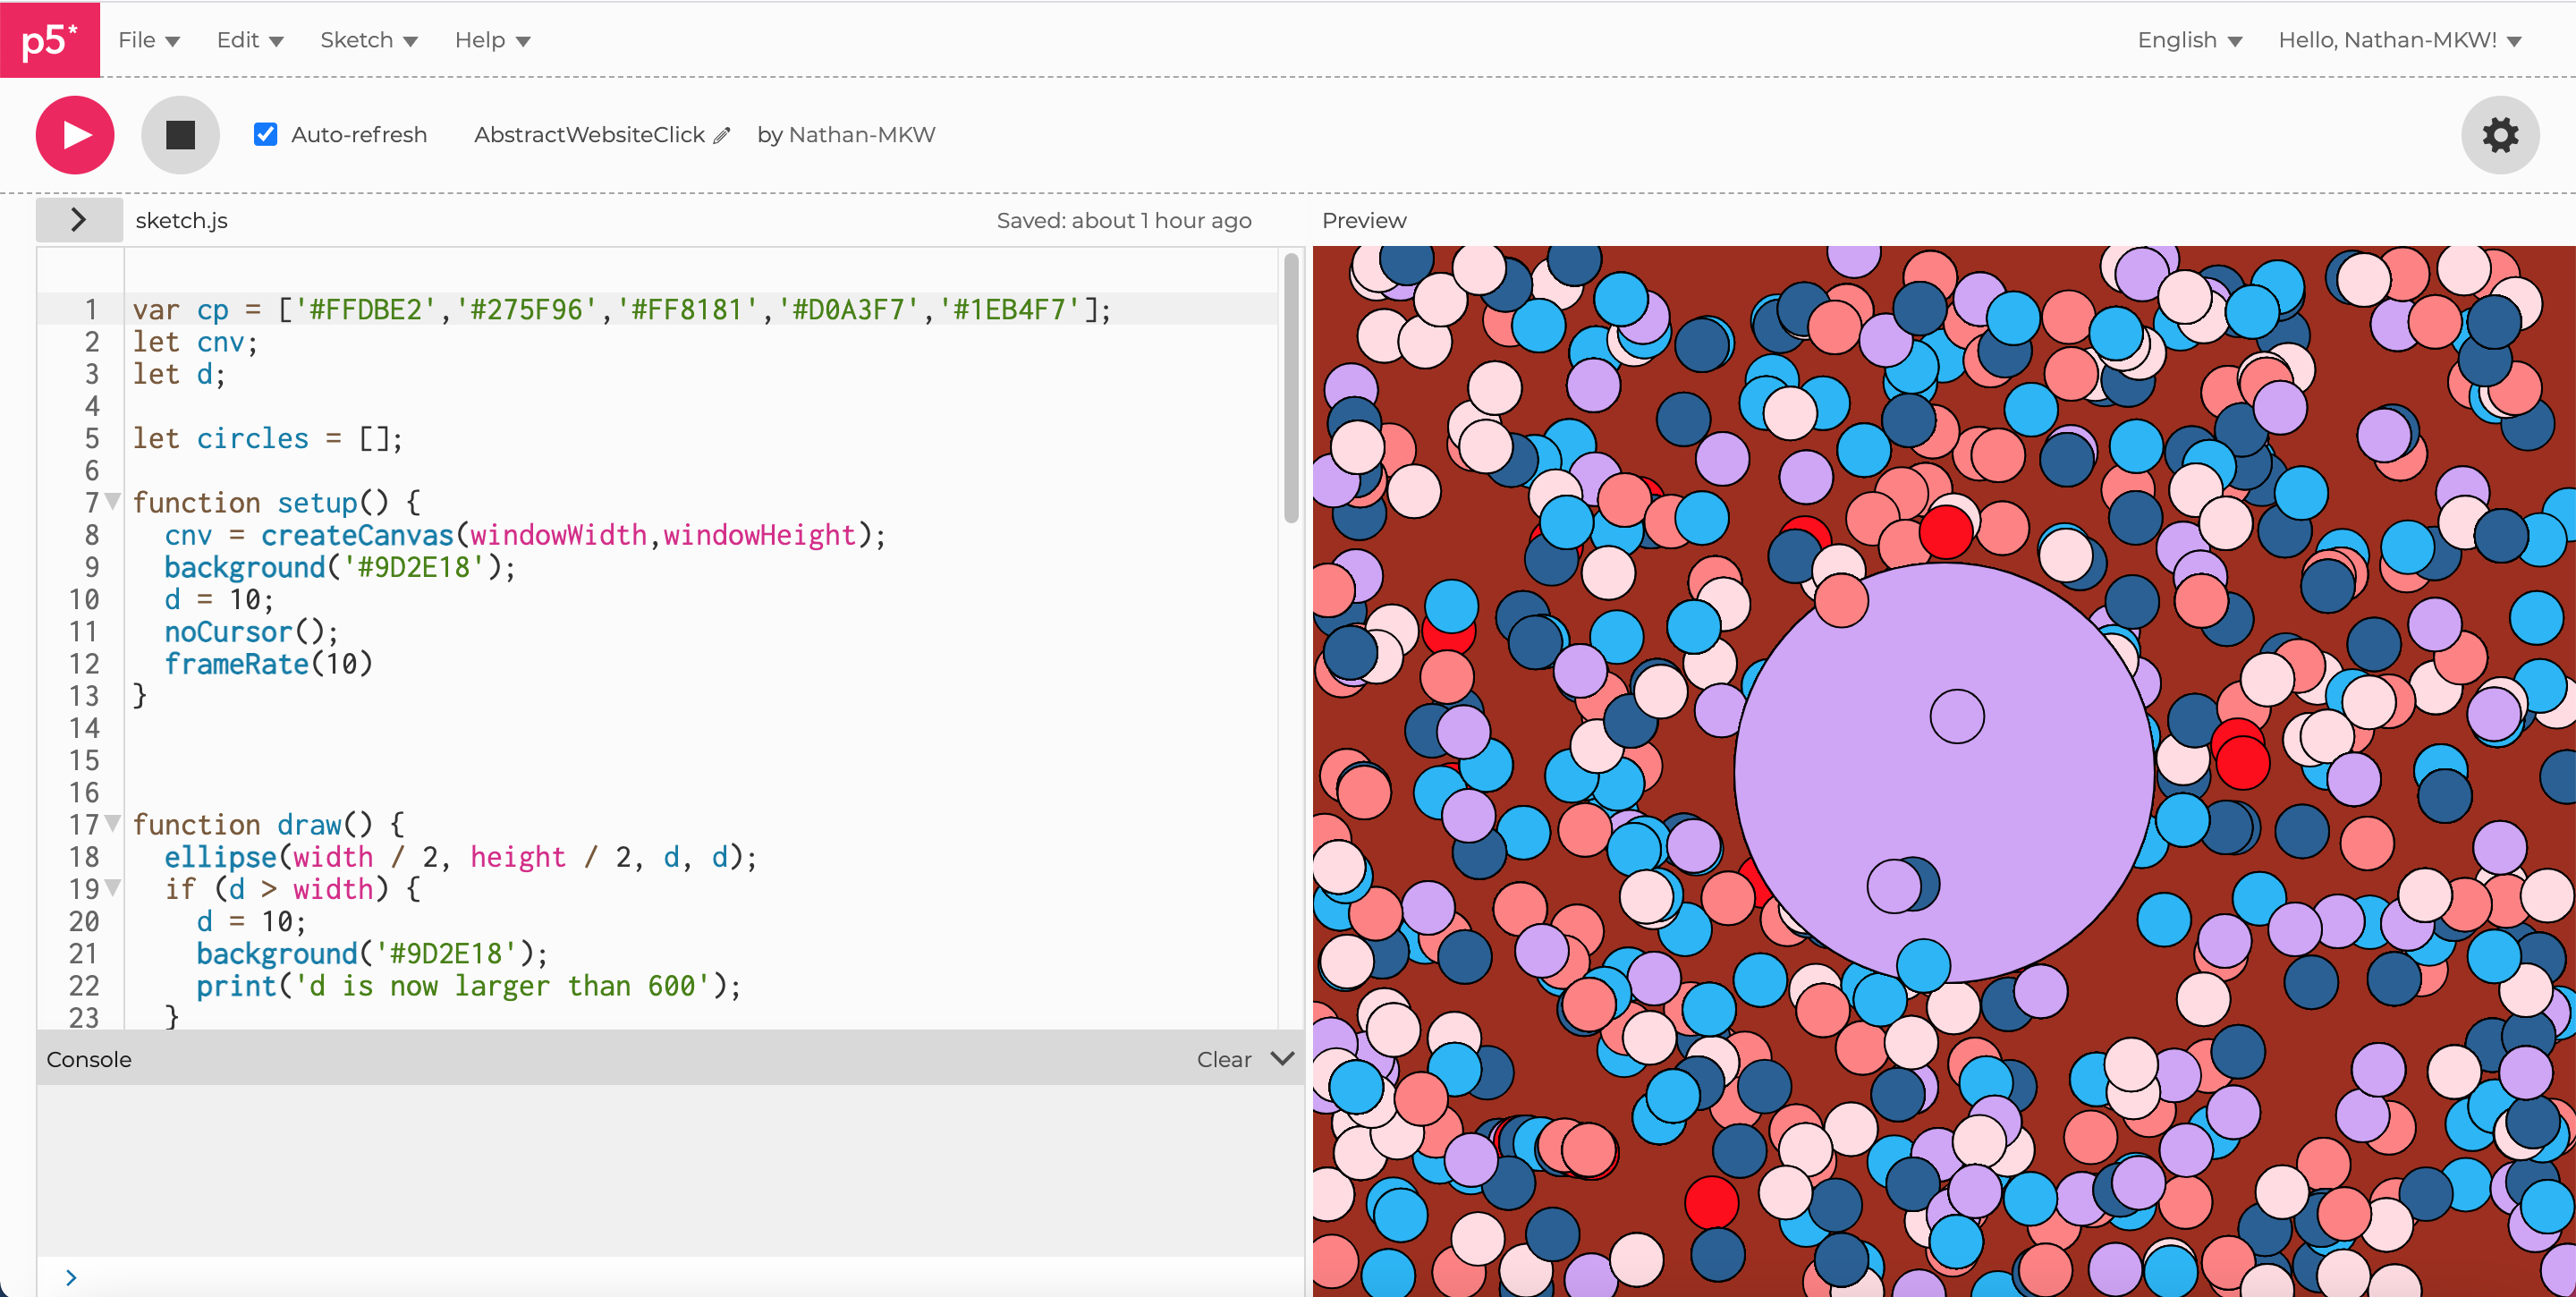 p5* File Edit Sketch Help English Hello, Nathan-MKW!
Auto-refresh AbstractWebsiteClick by Nathan-MKW
sketch.js Saved: about 1 hour ago Preview
1 var cp = ['#FFDBE2','#275F96','#FF8181','#D0A3F7','#1EB4F7'];
2 let cnv;
3 let d;
4
5 let circles = [];
6
7 function setup() {
8 cnv = createCanvas(windowWidth,windowHeight);
9 background('#9D2E18');
10 d = 10;
11 noCursor();
12 frameRate(10)
13 }
14
15
16
17 function draw() {
18 ellipse(width / 2, height / 2, d, d);
19 if (d > width) {
20 d = 10;
21 background('#9D2E18');
22 print('d is now larger than 600');
23 }
Console Clear
>